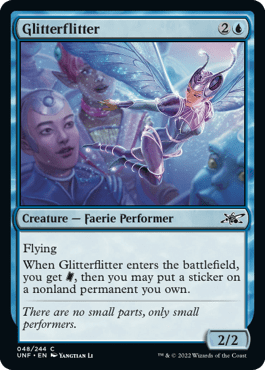 Glitterflitter 2
Creature — Faerie Performer
Flying
When Glitterflitter enters the battlefield,
you get , then you may put a sticker on
a nonland permanent you own.
There are no small parts, only small
performers.
2/2
048/244 C
UNF • EN Yangtian Li
™ & © 2022 Wizards of the Coast